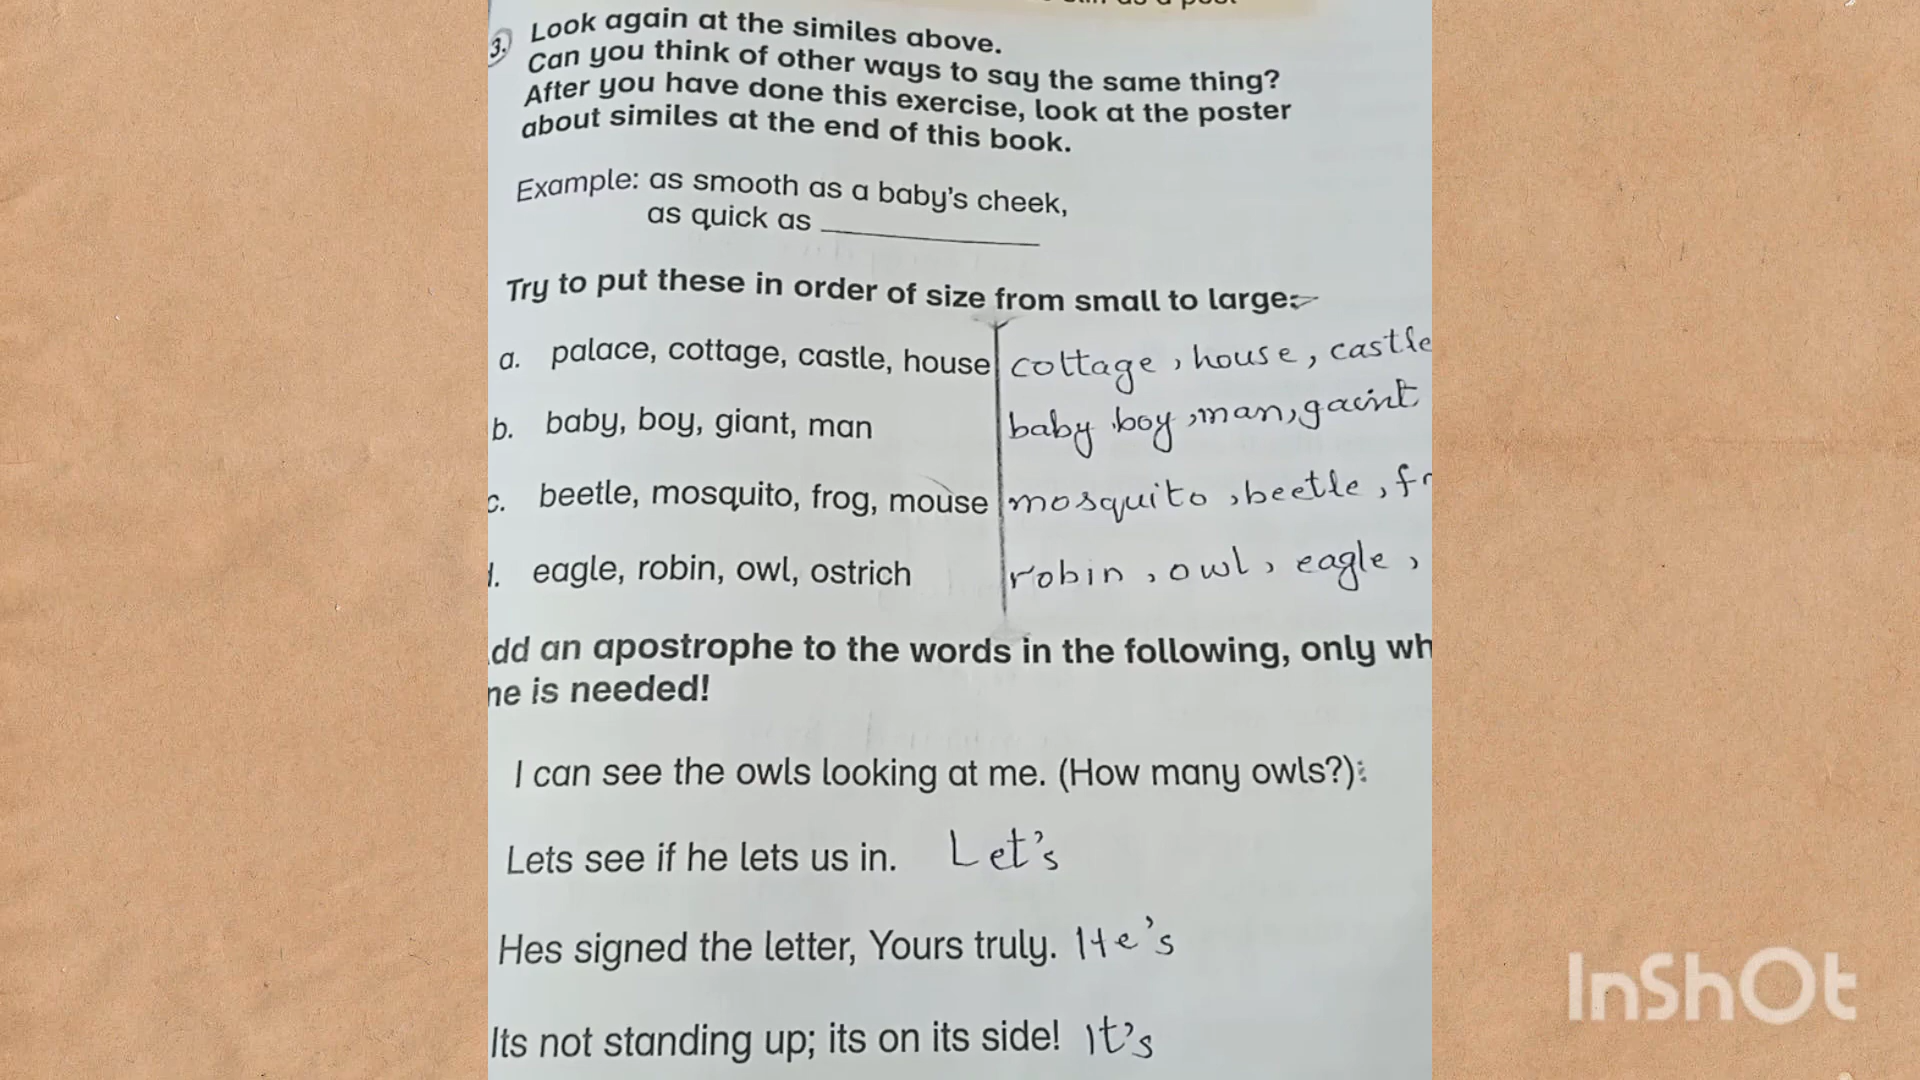 3. Look again at the similes above.
Can you think of other ways to say the same thing?
After you have done this exercise, look at the poster
about similes at the end of this book.
Example: as smooth as a baby's cheek,
as quick as
Try to put these in order of size from small to large:
a. palace, cottage, castle, house cottage, house, castle
b. baby, boy, giant, man baby, boy, man, gaint
c. beetle, mosquito, frog, mouse mosquito, beetle,
eagle, robin, owl, ostrich robin, owl, eagle,
an apostrophe to the words in the following, only
is needed!
I can see the owls looking at me. (How many owls?):
Lets see if he lets us in. Let's
Hes signed the letter, Yours truly. He's
Its not standing up; its on its side! It's
InShOt